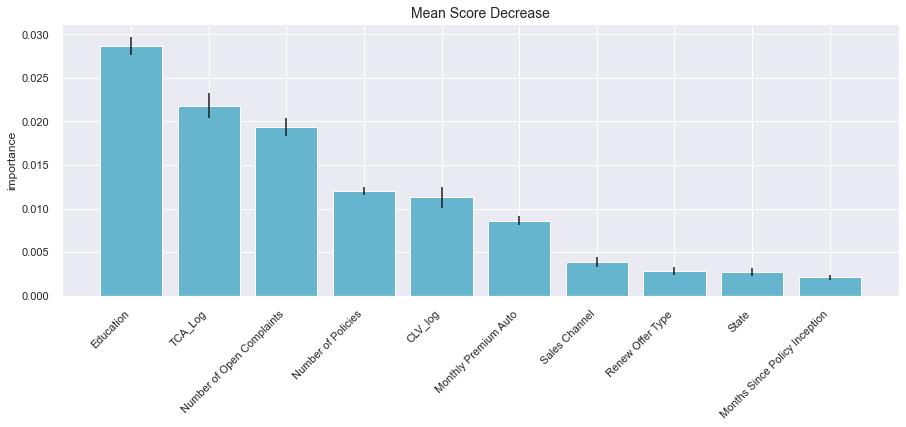 Mean Score Decrease
importance
0.030
0.025
0.020
0.015
0.010
0.005
0.000
Education
TCA_Log
Number of Open Complaints
Number of Policies
CLV_log
Monthly Premium Auto
Sales Channel
Renew Offer Type
State
Months Since Policy Inception